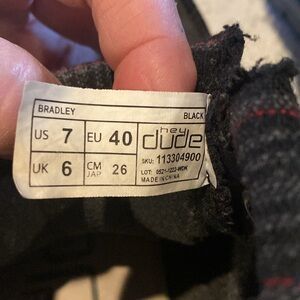 BRADLEY BLACK
US 7 EU 40 hey dude
UK 6 CM JAP 26
SKU: 113304900
MADE IN CHINA